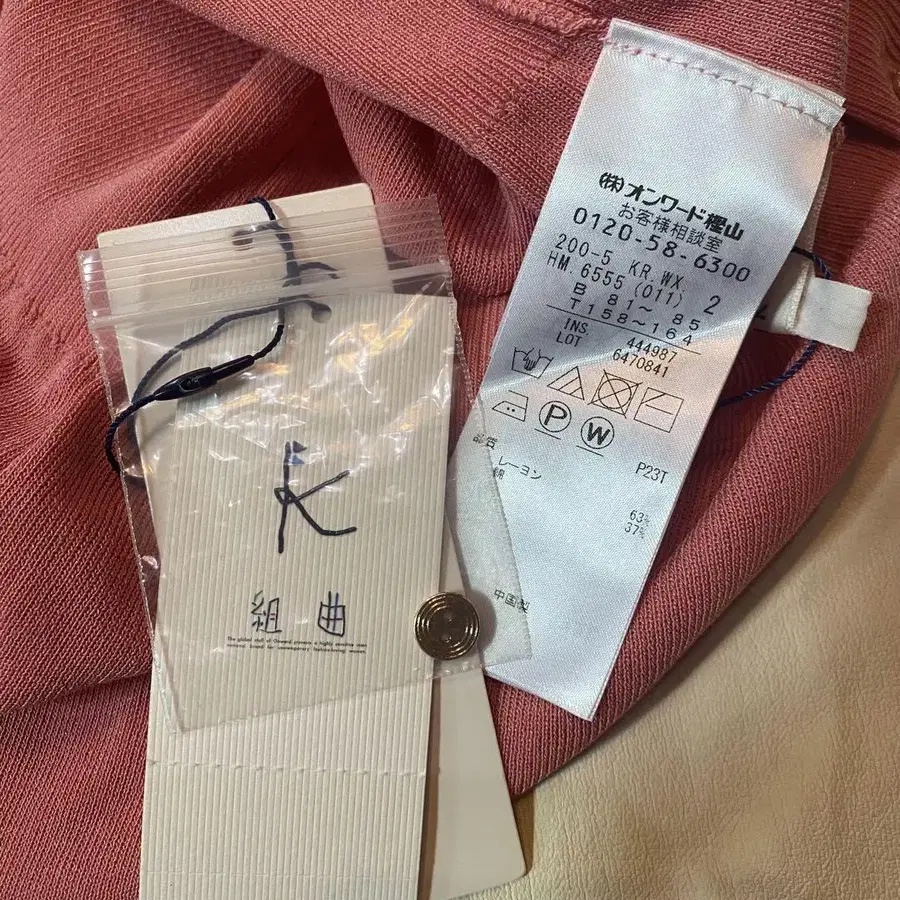 (株)オンワード樫山
お客様相談室
0120-58-6300
200-5 KR.WX 2
HM.6555(011)
B 81～ 85
T158～164
INS 444987
LOT 6470841
P
W
P23T
レーヨン 63%
綿 37%
中国製
2
K
組曲